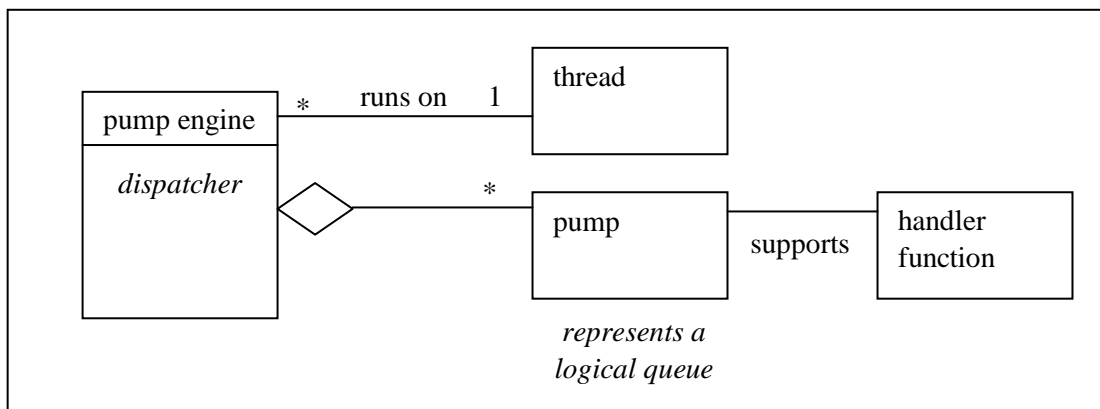 thread
* runs on 1
pump engine
dispatcher
*
pump
handler
function
supports
represents a
logical queue